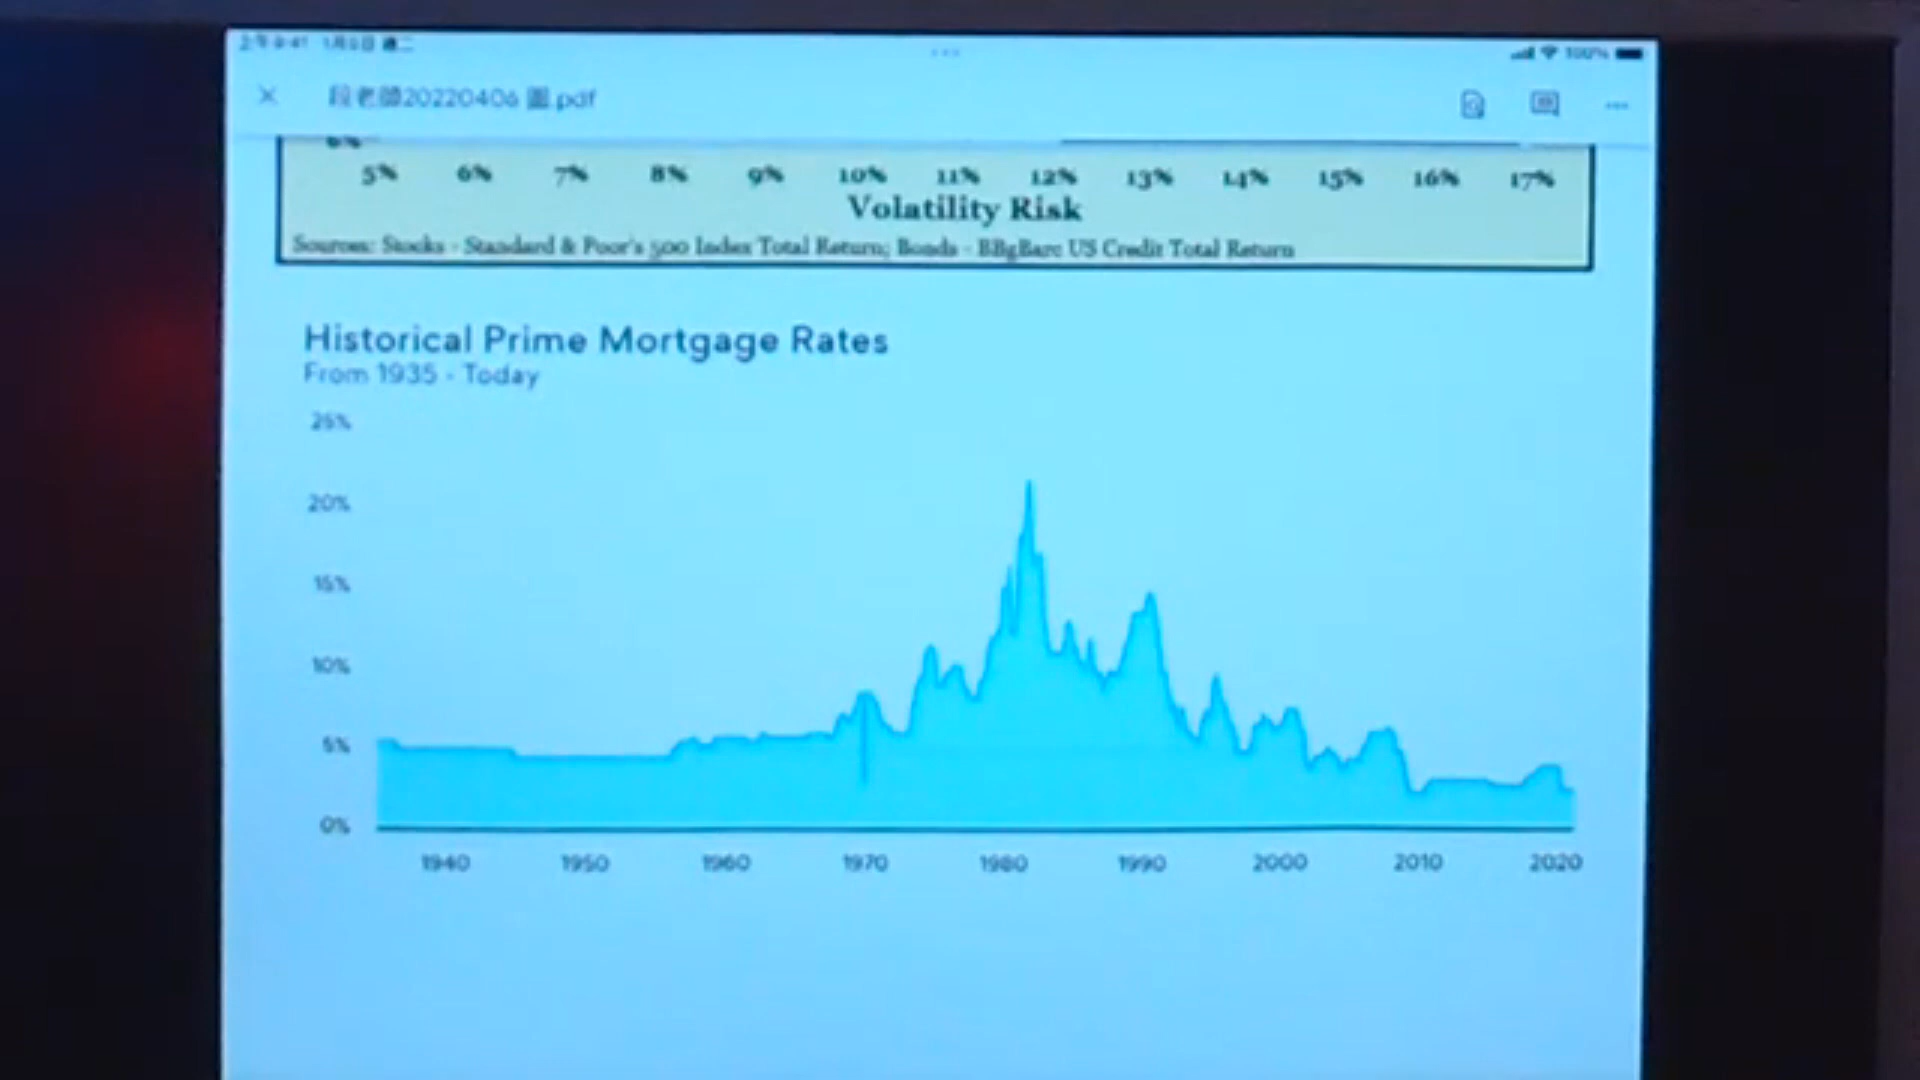 100%
段老師20220406 圖.pdf
6%
5% 6% 7% 8% 9% 10% 11% 12% 13% 14% 15% 16% 17%
Volatility Risk
Sources: Stocks - Standard & Poor's 500 Index Total Return; Bonds - BBgBarc US Credit Total Return
Historical Prime Mortgage Rates
From 1935 - Today
25%
20%
15%
10%
5%
0%
1940 1950 1960 1970 1980 1990 2000 2010 2020